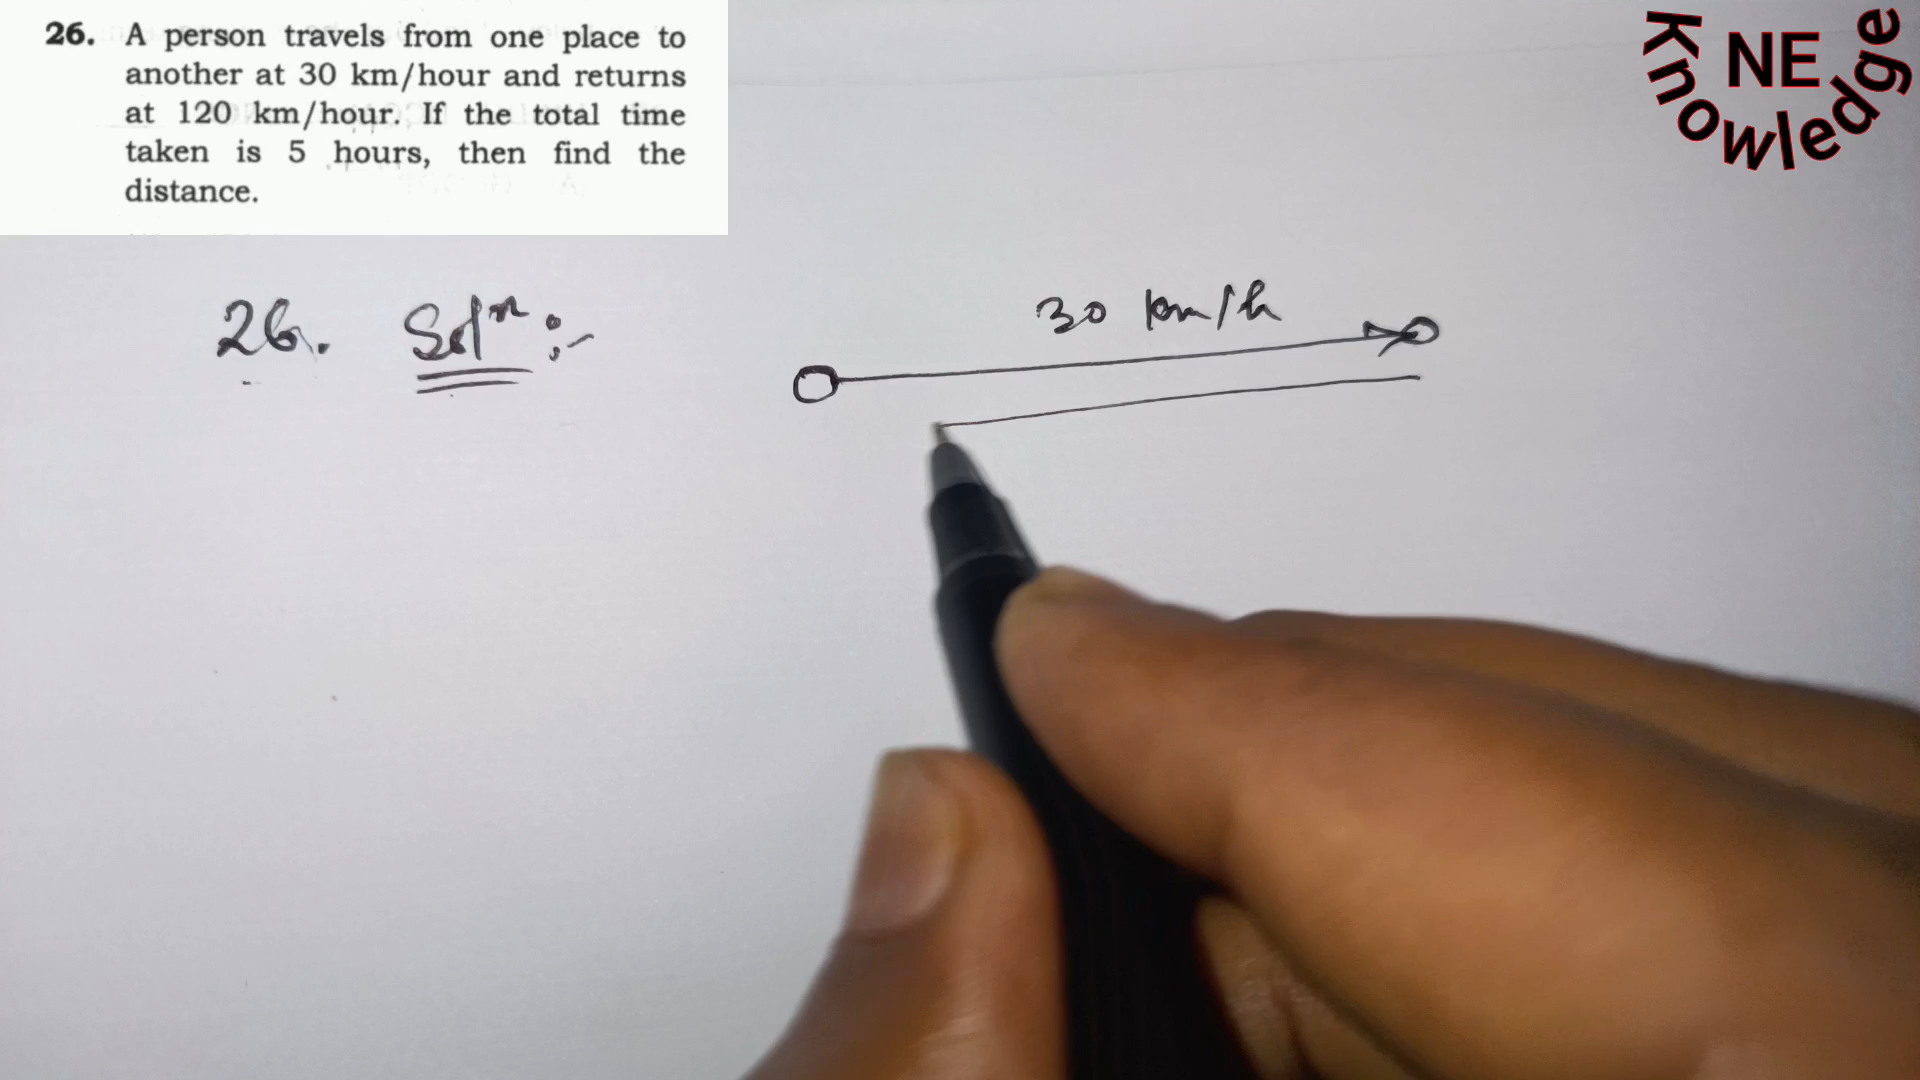 26. A person travels from one place to
another at 30 km/hour and returns
at 120 km/hour. If the total time
taken is 5 hours, then find the
distance.
NE
Knowledge
26. Solⁿ :-
30 km/h